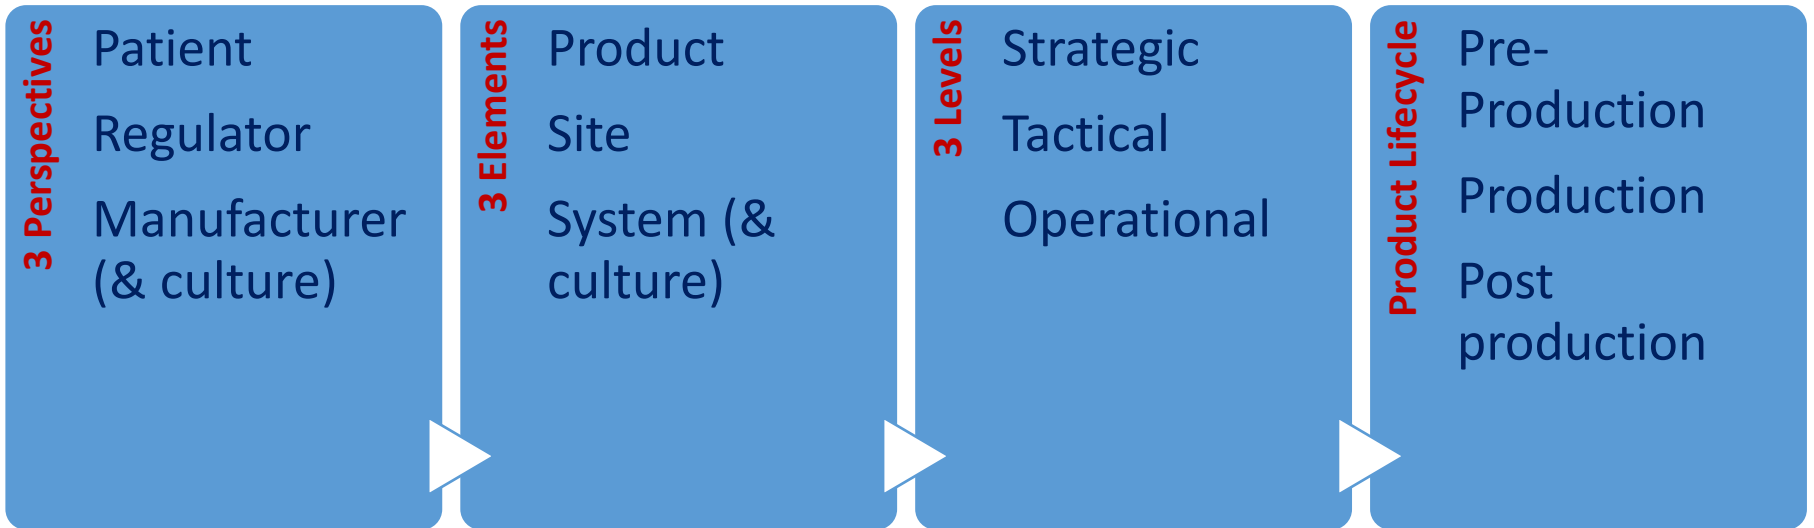 3 Perspectives
Patient
Regulator
Manufacturer
(& culture)
3 Elements
Product
Site
System (&
culture)
3 Levels
Strategic
Tactical
Operational
Product Lifecycle
Pre-
Production
Production
Post
production